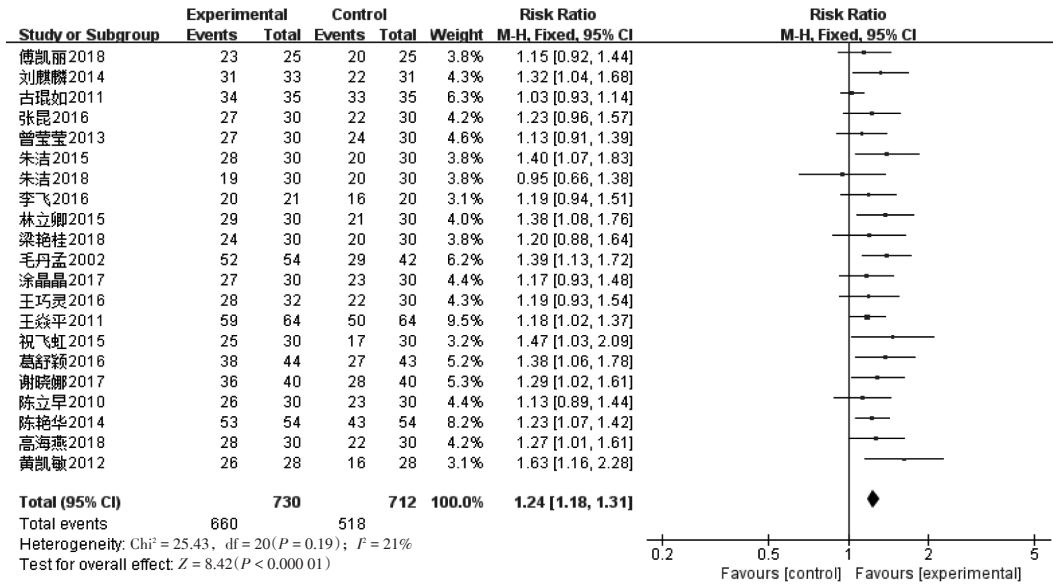 Experimental Control Risk Ratio Risk Ratio
Study or Subgroup Events Total Events Total Weight M-H, Fixed, 95% CI M-H, Fixed, 95% CI
傅凯丽2018 23 25 20 25 3.8% 1.15 [0.92, 1.44]
刘麒麟2014 31 33 22 31 4.3% 1.32 [1.04, 1.68]
古琨如2011 34 35 33 35 6.3% 1.03 [0.93, 1.14]
张昆2016 27 30 22 30 4.2% 1.23 [0.96, 1.57]
曾莹莹2013 27 30 24 30 4.6% 1.13 [0.91, 1.39]
朱洁2015 28 30 20 30 3.8% 1.40 [1.07, 1.83]
朱洁2018 19 30 20 30 3.8% 0.95 [0.66, 1.38]
李飞2016 20 21 16 20 3.1% 1.19 [0.94, 1.51]
林立卿2015 29 30 21 30 4.0% 1.38 [1.08, 1.76]
梁艳桂2018 24 30 20 30 3.8% 1.20 [0.88, 1.64]
毛丹孟2002 52 54 29 42 6.2% 1.39 [1.13, 1.72]
涂晶晶2017 27 30 23 30 4.4% 1.17 [0.93, 1.48]
王巧灵2016 28 32 22 30 4.3% 1.19 [0.93, 1.54]
王焱平2011 59 64 50 64 9.5% 1.18 [1.02, 1.37]
祝飞虹2015 25 30 17 30 3.2% 1.47 [1.03, 2.09]
葛舒颖2016 38 44 27 43 5.2% 1.38 [1.06, 1.78]
谢晓娜2017 36 40 28 40 5.3% 1.29 [1.02, 1.61]
陈立早2010 26 30 23 30 4.4% 1.13 [0.89, 1.44]
陈艳华2014 53 54 43 54 8.2% 1.23 [1.07, 1.42]
高海燕2018 28 30 22 30 4.2% 1.27 [1.01, 1.61]
黄凯敏2012 26 28 16 28 3.1% 1.63 [1.16, 2.28]
Total (95% CI) 730 712 100.0% 1.24 [1.18, 1.31]
Total events 660 518
Heterogeneity: Chi² = 25.43, df = 20(P = 0.19); I² = 21%
Test for overall effect: Z = 8.42(P < 0.000 01)
0.2 0.5 1 2 5
Favours [control] Favours [experimental]